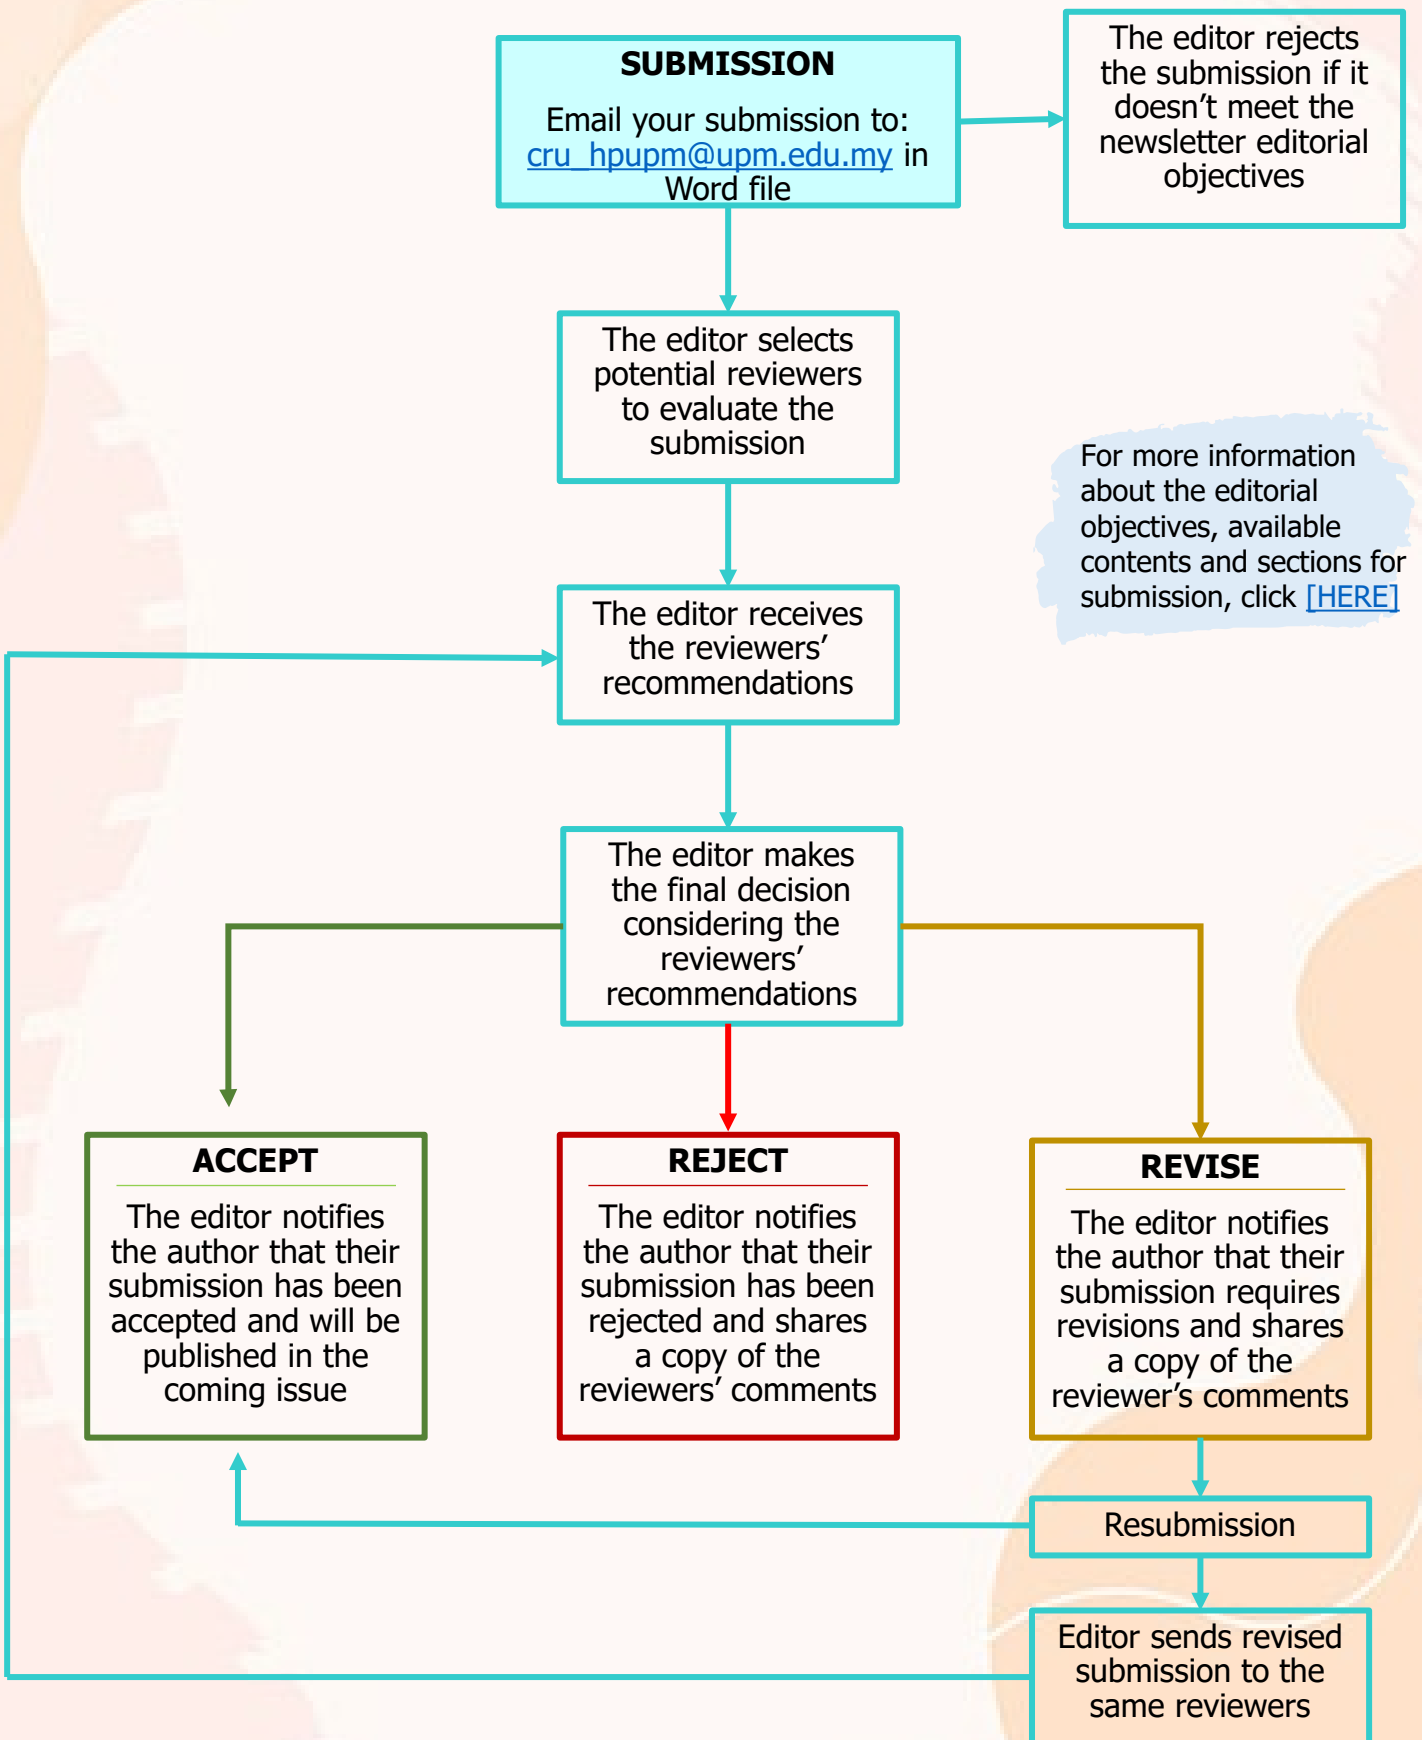 SUBMISSION
Email your submission to:
cru_hpupm@upm.edu.my in
Word file
The editor rejects
the submission if it
doesn’t meet the
newsletter editorial
objectives
The editor selects
potential reviewers
to evaluate the
submission
For more information
about the editorial
objectives, available
contents and sections for
submission, click [HERE]
The editor receives
the reviewers’
recommendations
The editor makes
the final decision
considering the
reviewers’
recommendations
ACCEPT
The editor notifies
the author that their
submission has been
accepted and will be
published in the
coming issue
REJECT
The editor notifies
the author that their
submission has been
rejected and shares
a copy of the
reviewers’ comments
REVISE
The editor notifies
the author that their
submission requires
revisions and shares
a copy of the
reviewer’s comments
Resubmission
Editor sends revised
submission to the
same reviewers